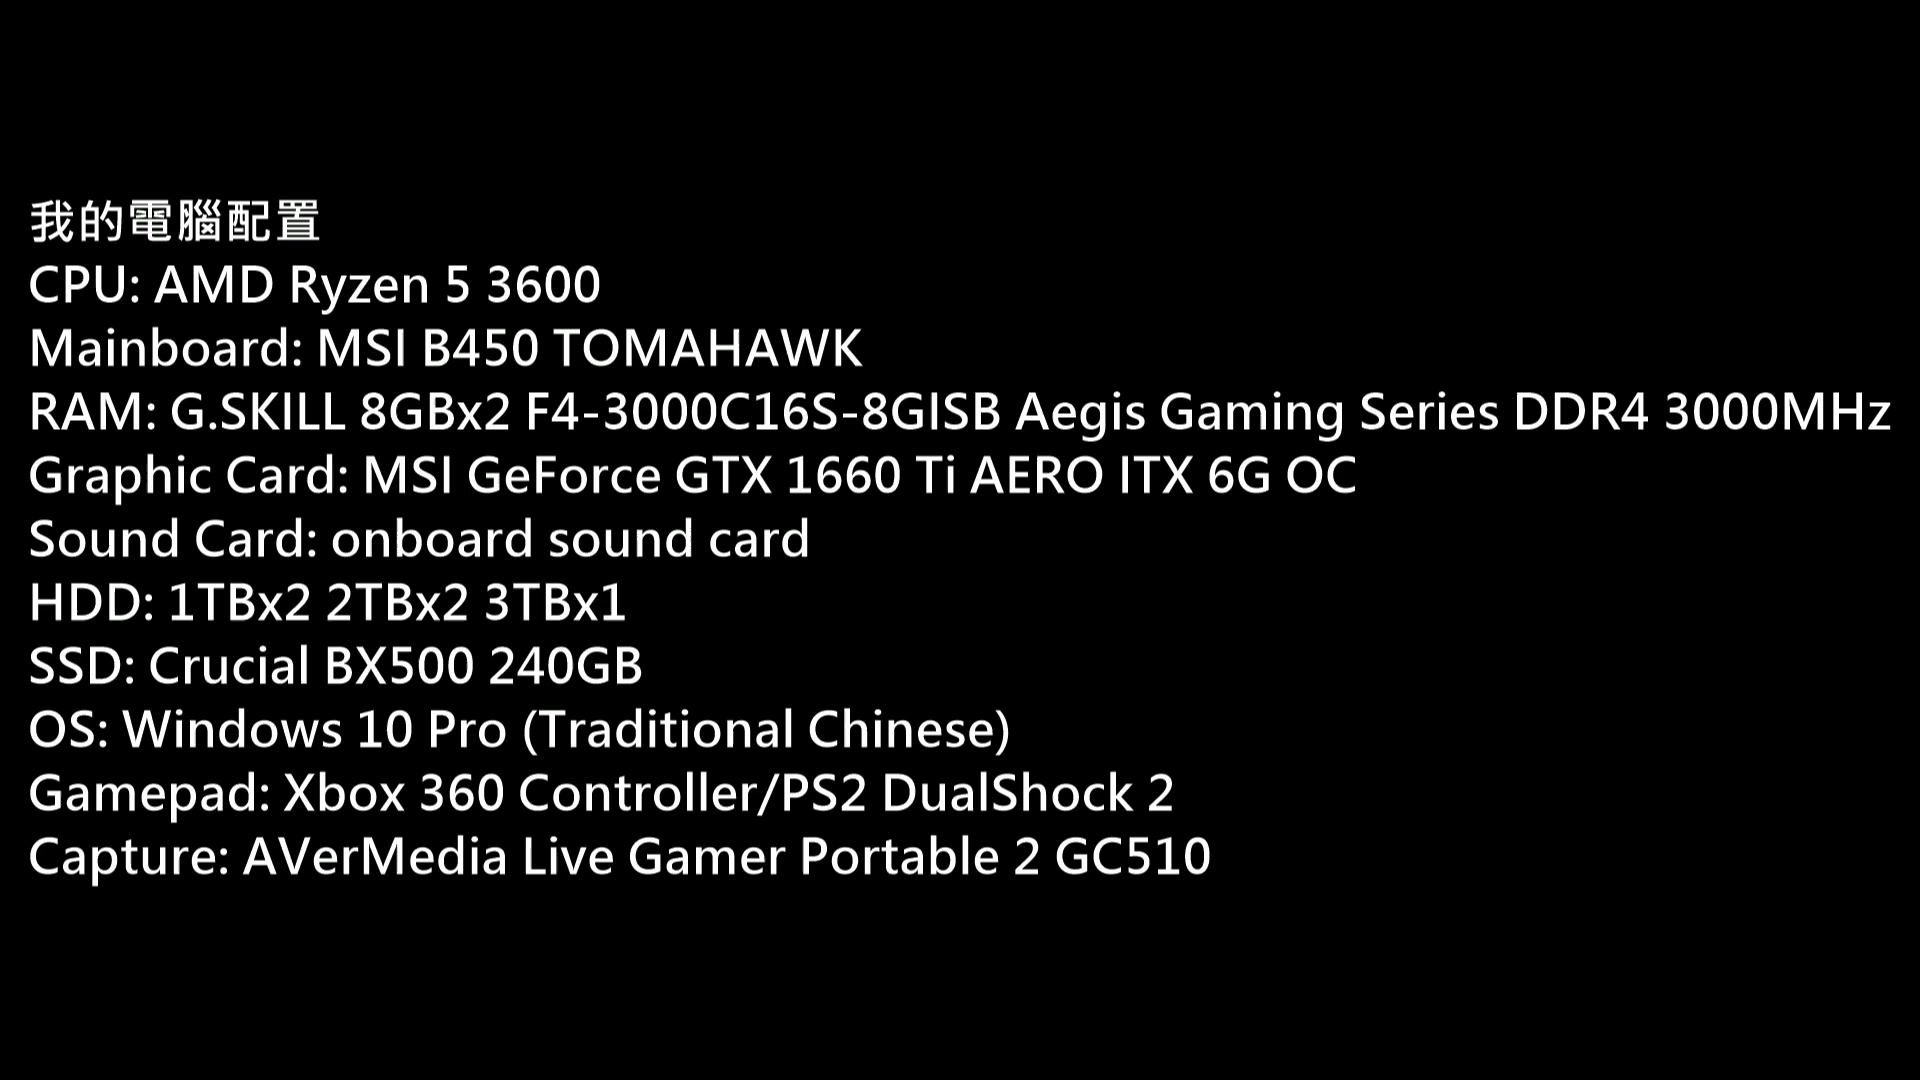 我的電腦配置
CPU: AMD Ryzen 5 3600
Mainboard: MSI B450 TOMAHAWK
RAM: G.SKILL 8GBx2 F4-3000C16S-8GISB Aegis Gaming Series DDR4 3000MHz
Graphic Card: MSI GeForce GTX 1660 Ti AERO ITX 6G OC
Sound Card: onboard sound card
HDD: 1TBx2 2TBx2 3TBx1
SSD: Crucial BX500 240GB
OS: Windows 10 Pro (Traditional Chinese)
Gamepad: Xbox 360 Controller/PS2 DualShock 2
Capture: AVerMedia Live Gamer Portable 2 GC510